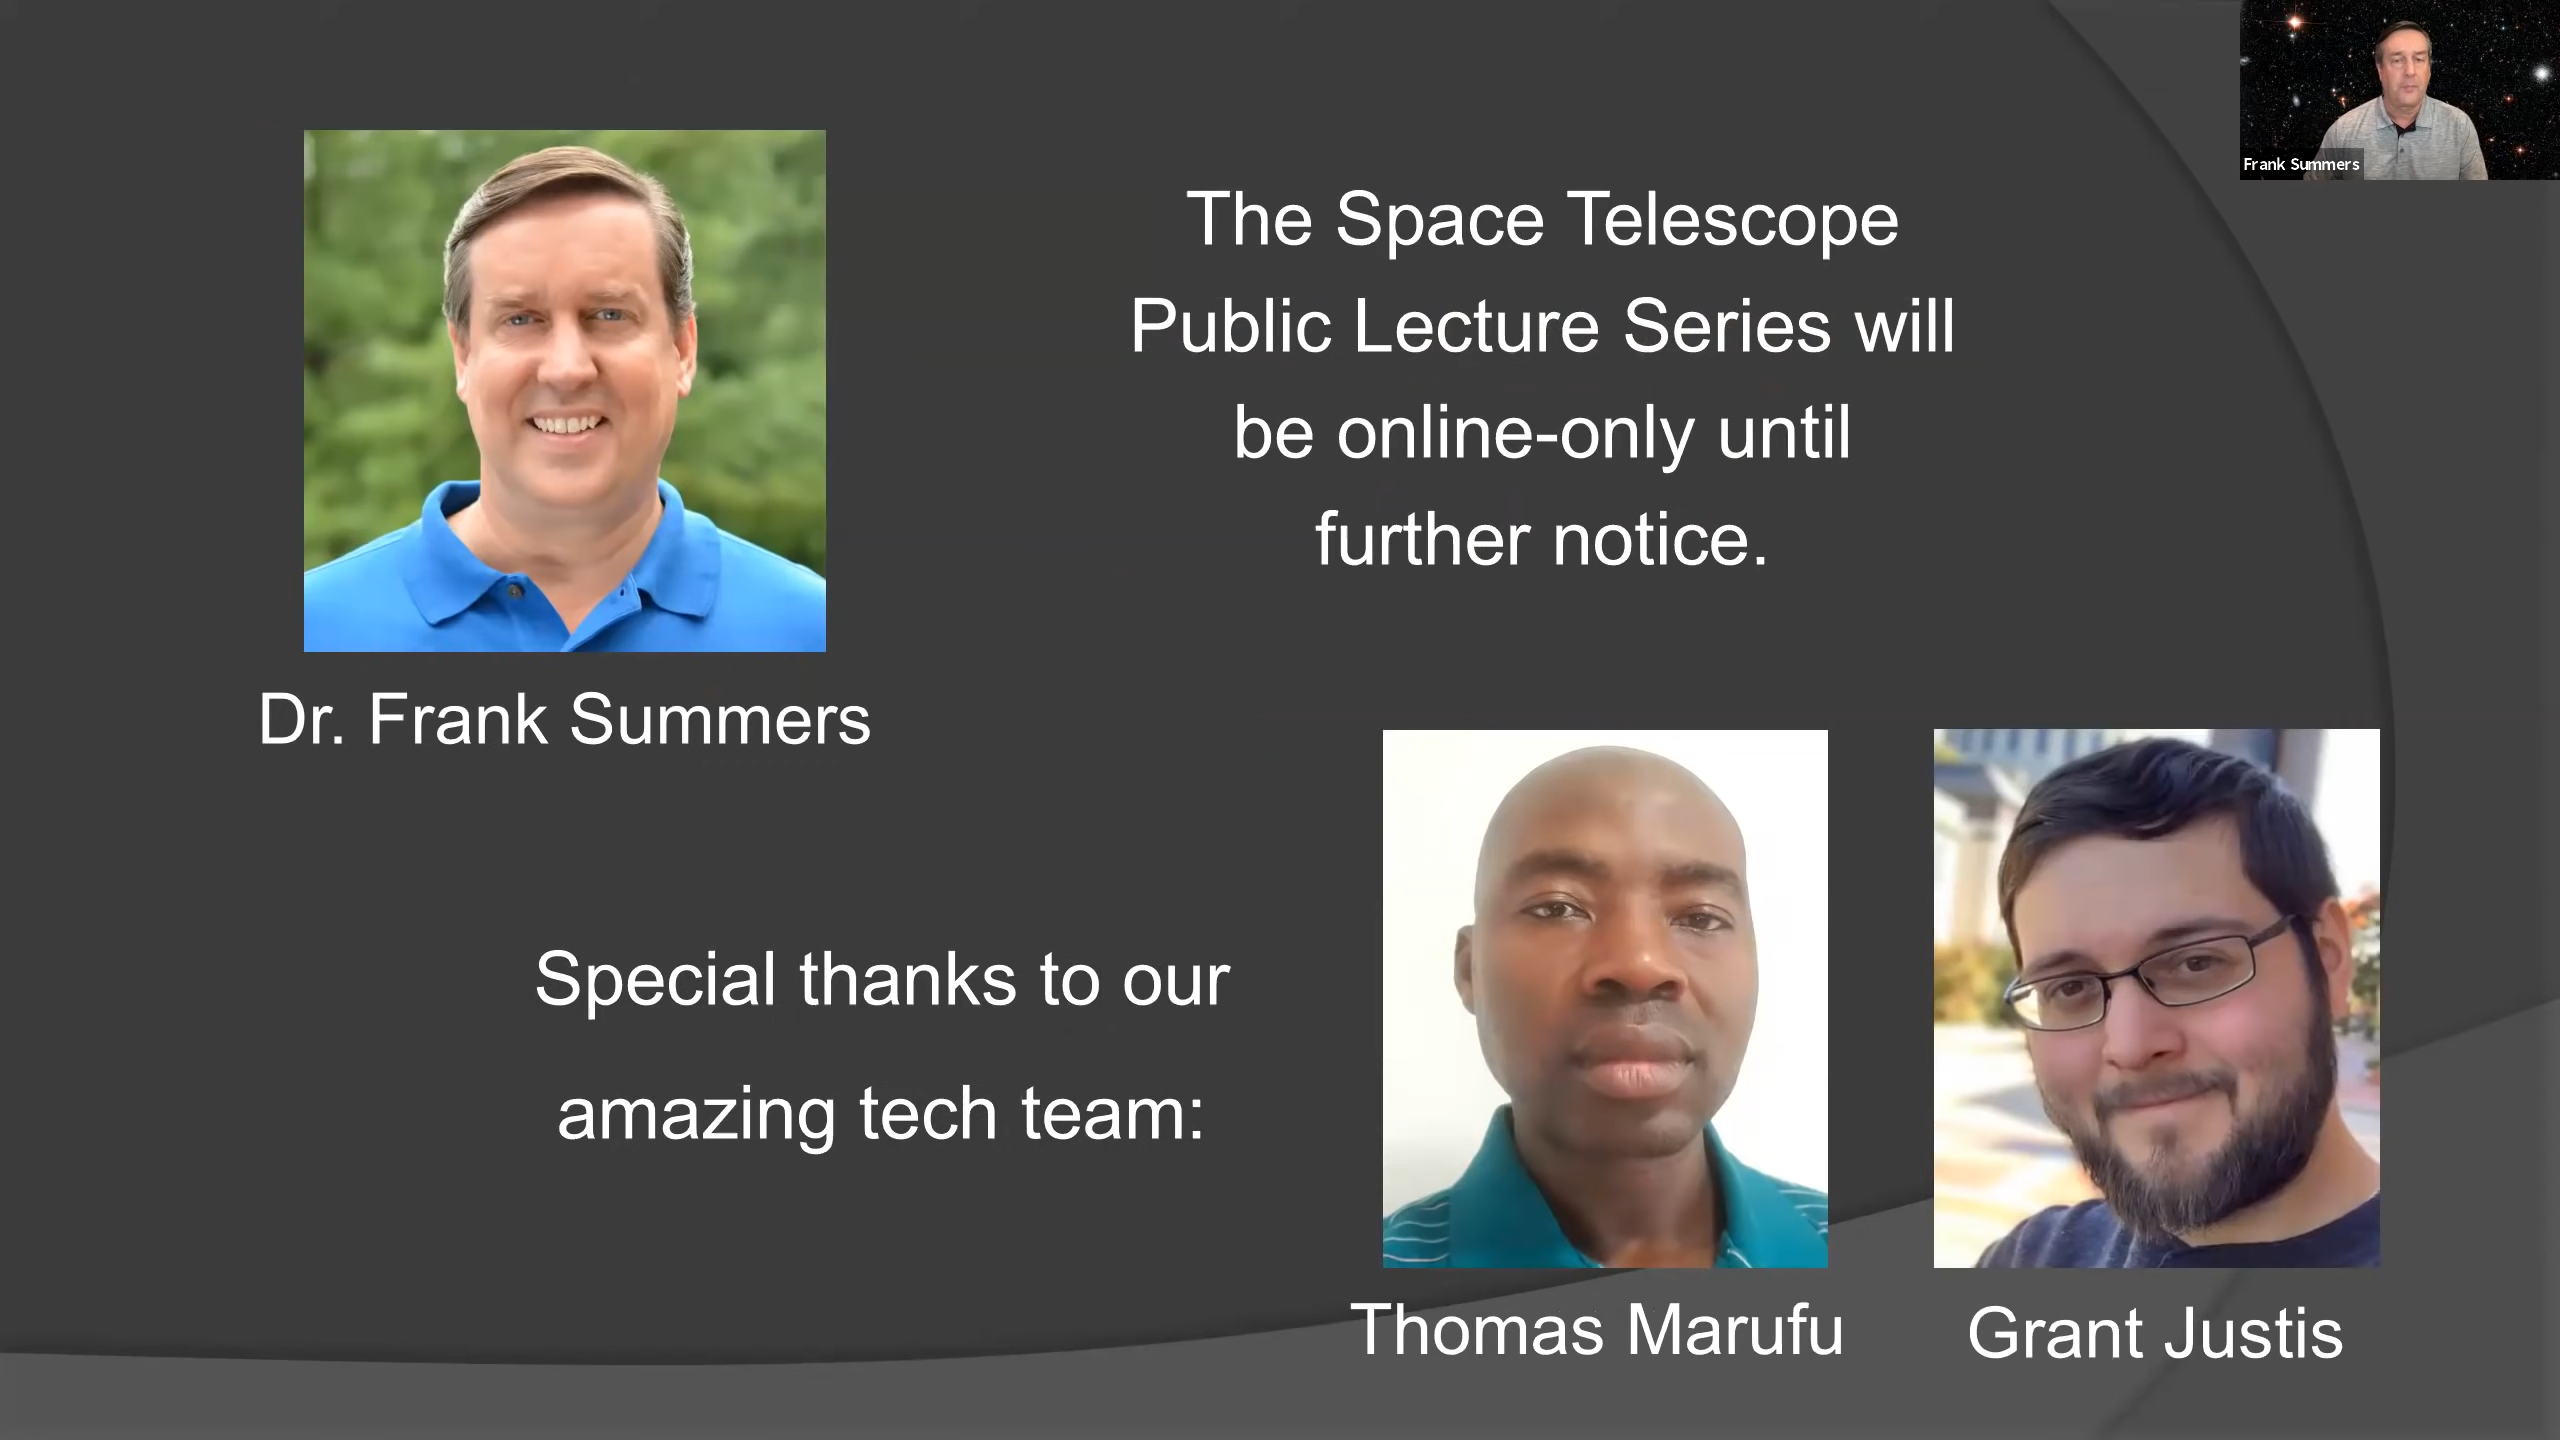 Frank Summers
The Space Telescope
Public Lecture Series will
be online-only until
further notice.
Dr. Frank Summers
Special thanks to our
amazing tech team:
Thomas Marufu
Grant Justis